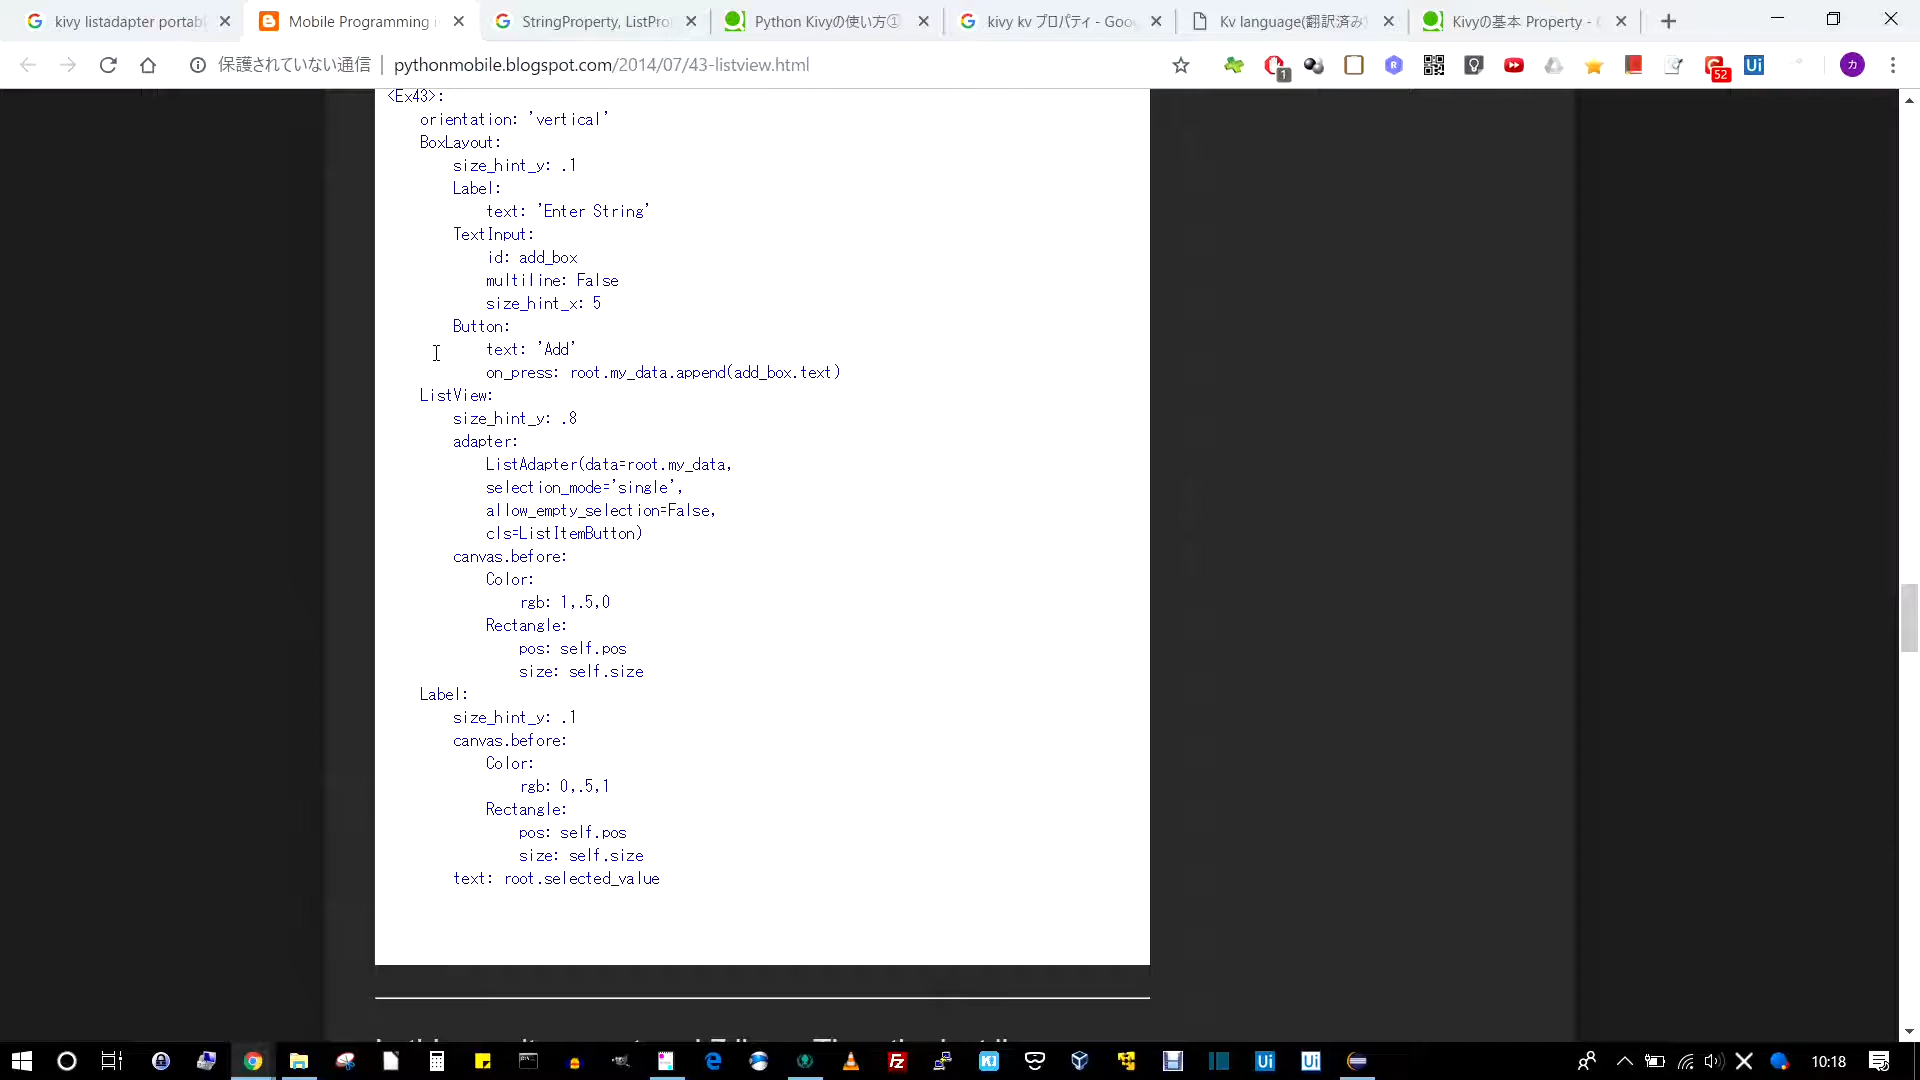 kivy listadapter portab
Mobile Programming i
StringProperty, ListPro
Python Kivyの使い方①
kivy kv プロパティ - Goo
Kv language(翻訳済み)
Kivyの基本 Property -
保護されていない通信
pythonmobile.blogspot.com/2014/07/43-listview.html
1
52
Ui
カ
<Ex43>:
orientation: 'vertical'
BoxLayout:
size_hint_y: .1
Label:
text: 'Enter String'
TextInput:
id: add_box
multiline: False
size_hint_x: 5
Button:
text: 'Add'
on_press: root.my_data.append(add_box.text)
ListView:
size_hint_y: .8
adapter:
ListAdapter(data=root.my_data,
selection_mode='single',
allow_empty_selection=False,
cls=ListItemButton)
canvas.before:
Color:
rgb: 1,.5,0
Rectangle:
pos: self.pos
size: self.size
Label:
size_hint_y: .1
canvas.before:
Color:
rgb: 0,.5,1
Rectangle:
pos: self.pos
size: self.size
text: root.selected_value
10:18